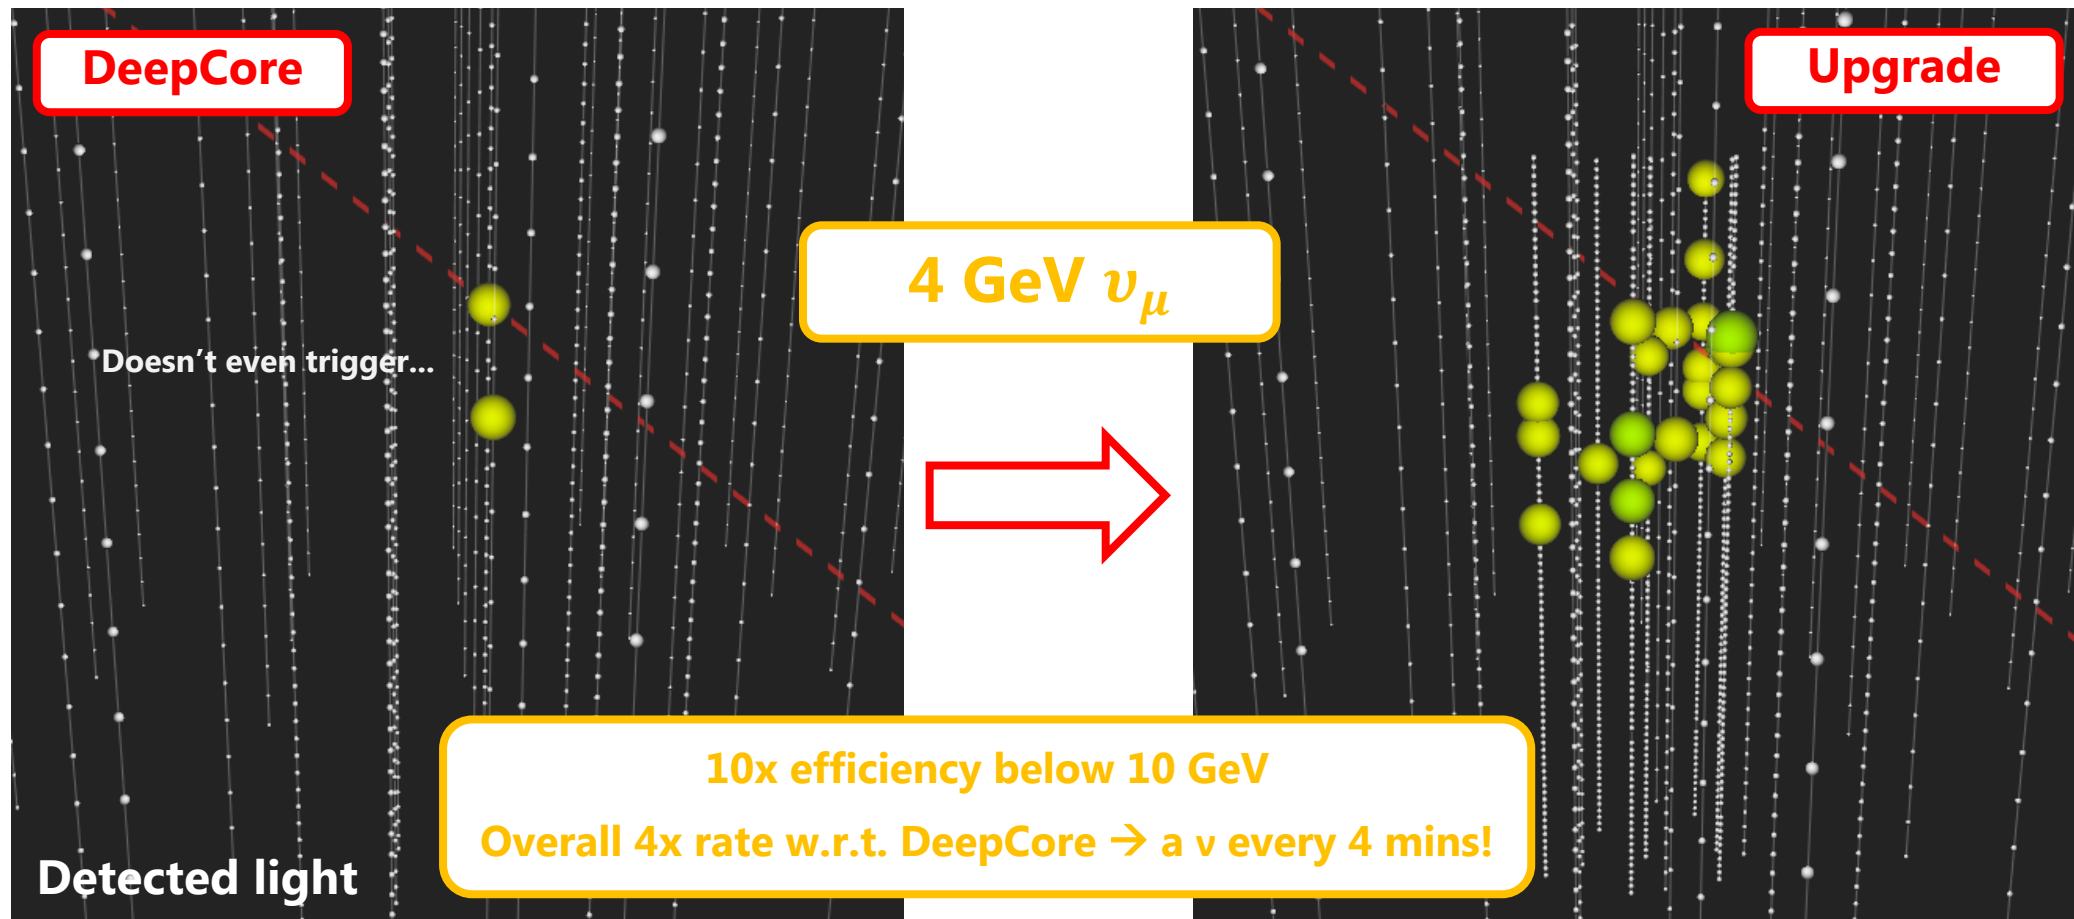 DeepCore
Upgrade
4 GeV υ_μ
Doesn’t even trigger...
10x efficiency below 10 GeV
Overall 4x rate w.r.t. DeepCore → a ν every 4 mins!
Detected light